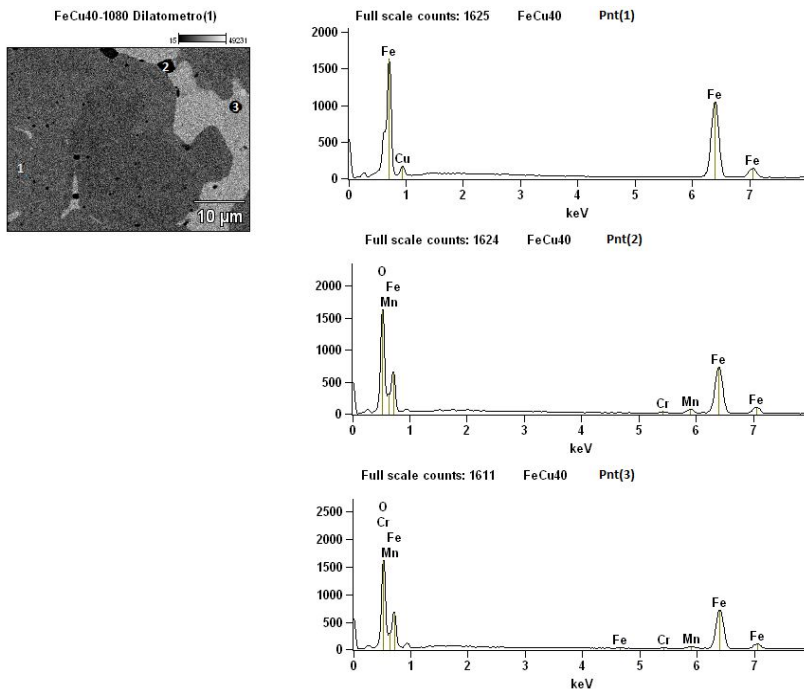 FeCu40-1080 Dilatometro(1)
15 49231
2
3
1
10 µm
Full scale counts: 1625 FeCu40 Pnt(1)
2000
1500
1000
500
0
Fe
Cu
Fe
Fe
0 1 2 3 4 5 6 7
keV
Full scale counts: 1624 FeCu40 Pnt(2)
2000
1500
1000
500
0
O
Fe
Mn
Cr
Mn
Fe
Fe
0 1 2 3 4 5 6 7
keV
Full scale counts: 1611 FeCu40 Pnt(3)
2500
2000
1500
1000
500
0
O
Cr
Fe
Mn
Fe
Cr
Mn
Fe
Fe
0 1 2 3 4 5 6 7
keV